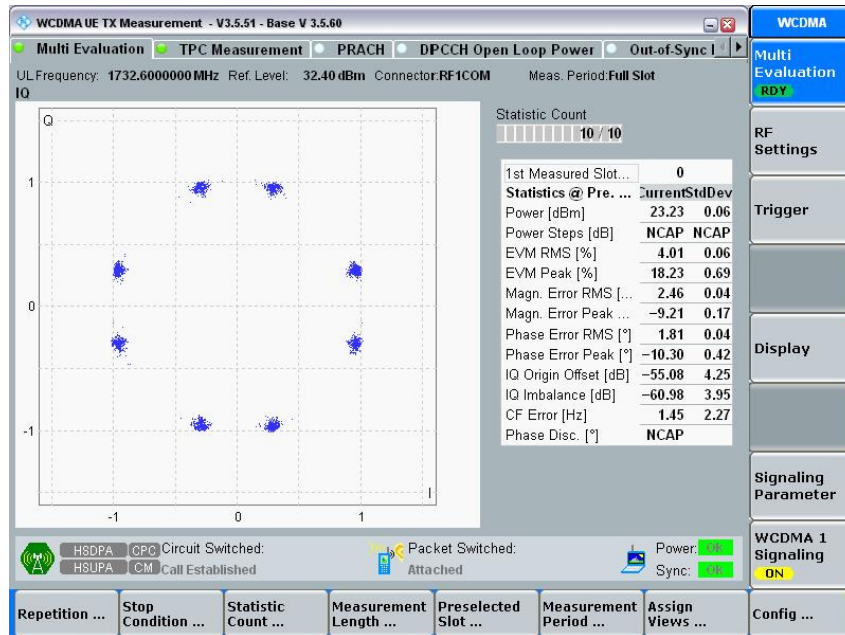 WCDMA UE TX Measurement - V3.5.51 - Base V 3.5.60
WCDMA
Multi Evaluation
TPC Measurement
PRACH
DPCCH Open Loop Power
Out-of-Sync
UL Frequency: 1732.6000000 MHz Ref. Level: 32.40 dBm Connector:RF1COM Meas. Period:Full Slot
IQ
Q
1
0
-1
-1 0 1
I
Statistic Count
10 / 10
1st Measured Slot... 0
Statistics @ Pre. ... Current StdDev
Power [dBm] 23.23 0.06
Power Steps [dB] NCAP NCAP
EVM RMS [%] 4.01 0.06
EVM Peak [%] 18.23 0.69
Magn. Error RMS [... 2.46 0.04
Magn. Error Peak ... −9.21 0.17
Phase Error RMS [°] 1.81 0.04
Phase Error Peak [°] −10.30 0.42
IQ Origin Offset [dB] −55.08 4.25
IQ Imbalance [dB] −60.98 3.95
CF Error [Hz] 1.45 2.27
Phase Disc. [°] NCAP
Multi
Evaluation
RDY
RF
Settings
Trigger
Display
Signaling
Parameter
WCDMA 1
Signaling
ON
HSDPA CPC Circuit Switched:
HSUPA CM Call Established
Packet Switched:
Attached
Power: OK
Sync: OK
Repetition ...
Stop
Condition ...
Statistic
Count ...
Measurement
Length ...
Preselected
Slot ...
Measurement
Period ...
Assign
Views ...
Config ...